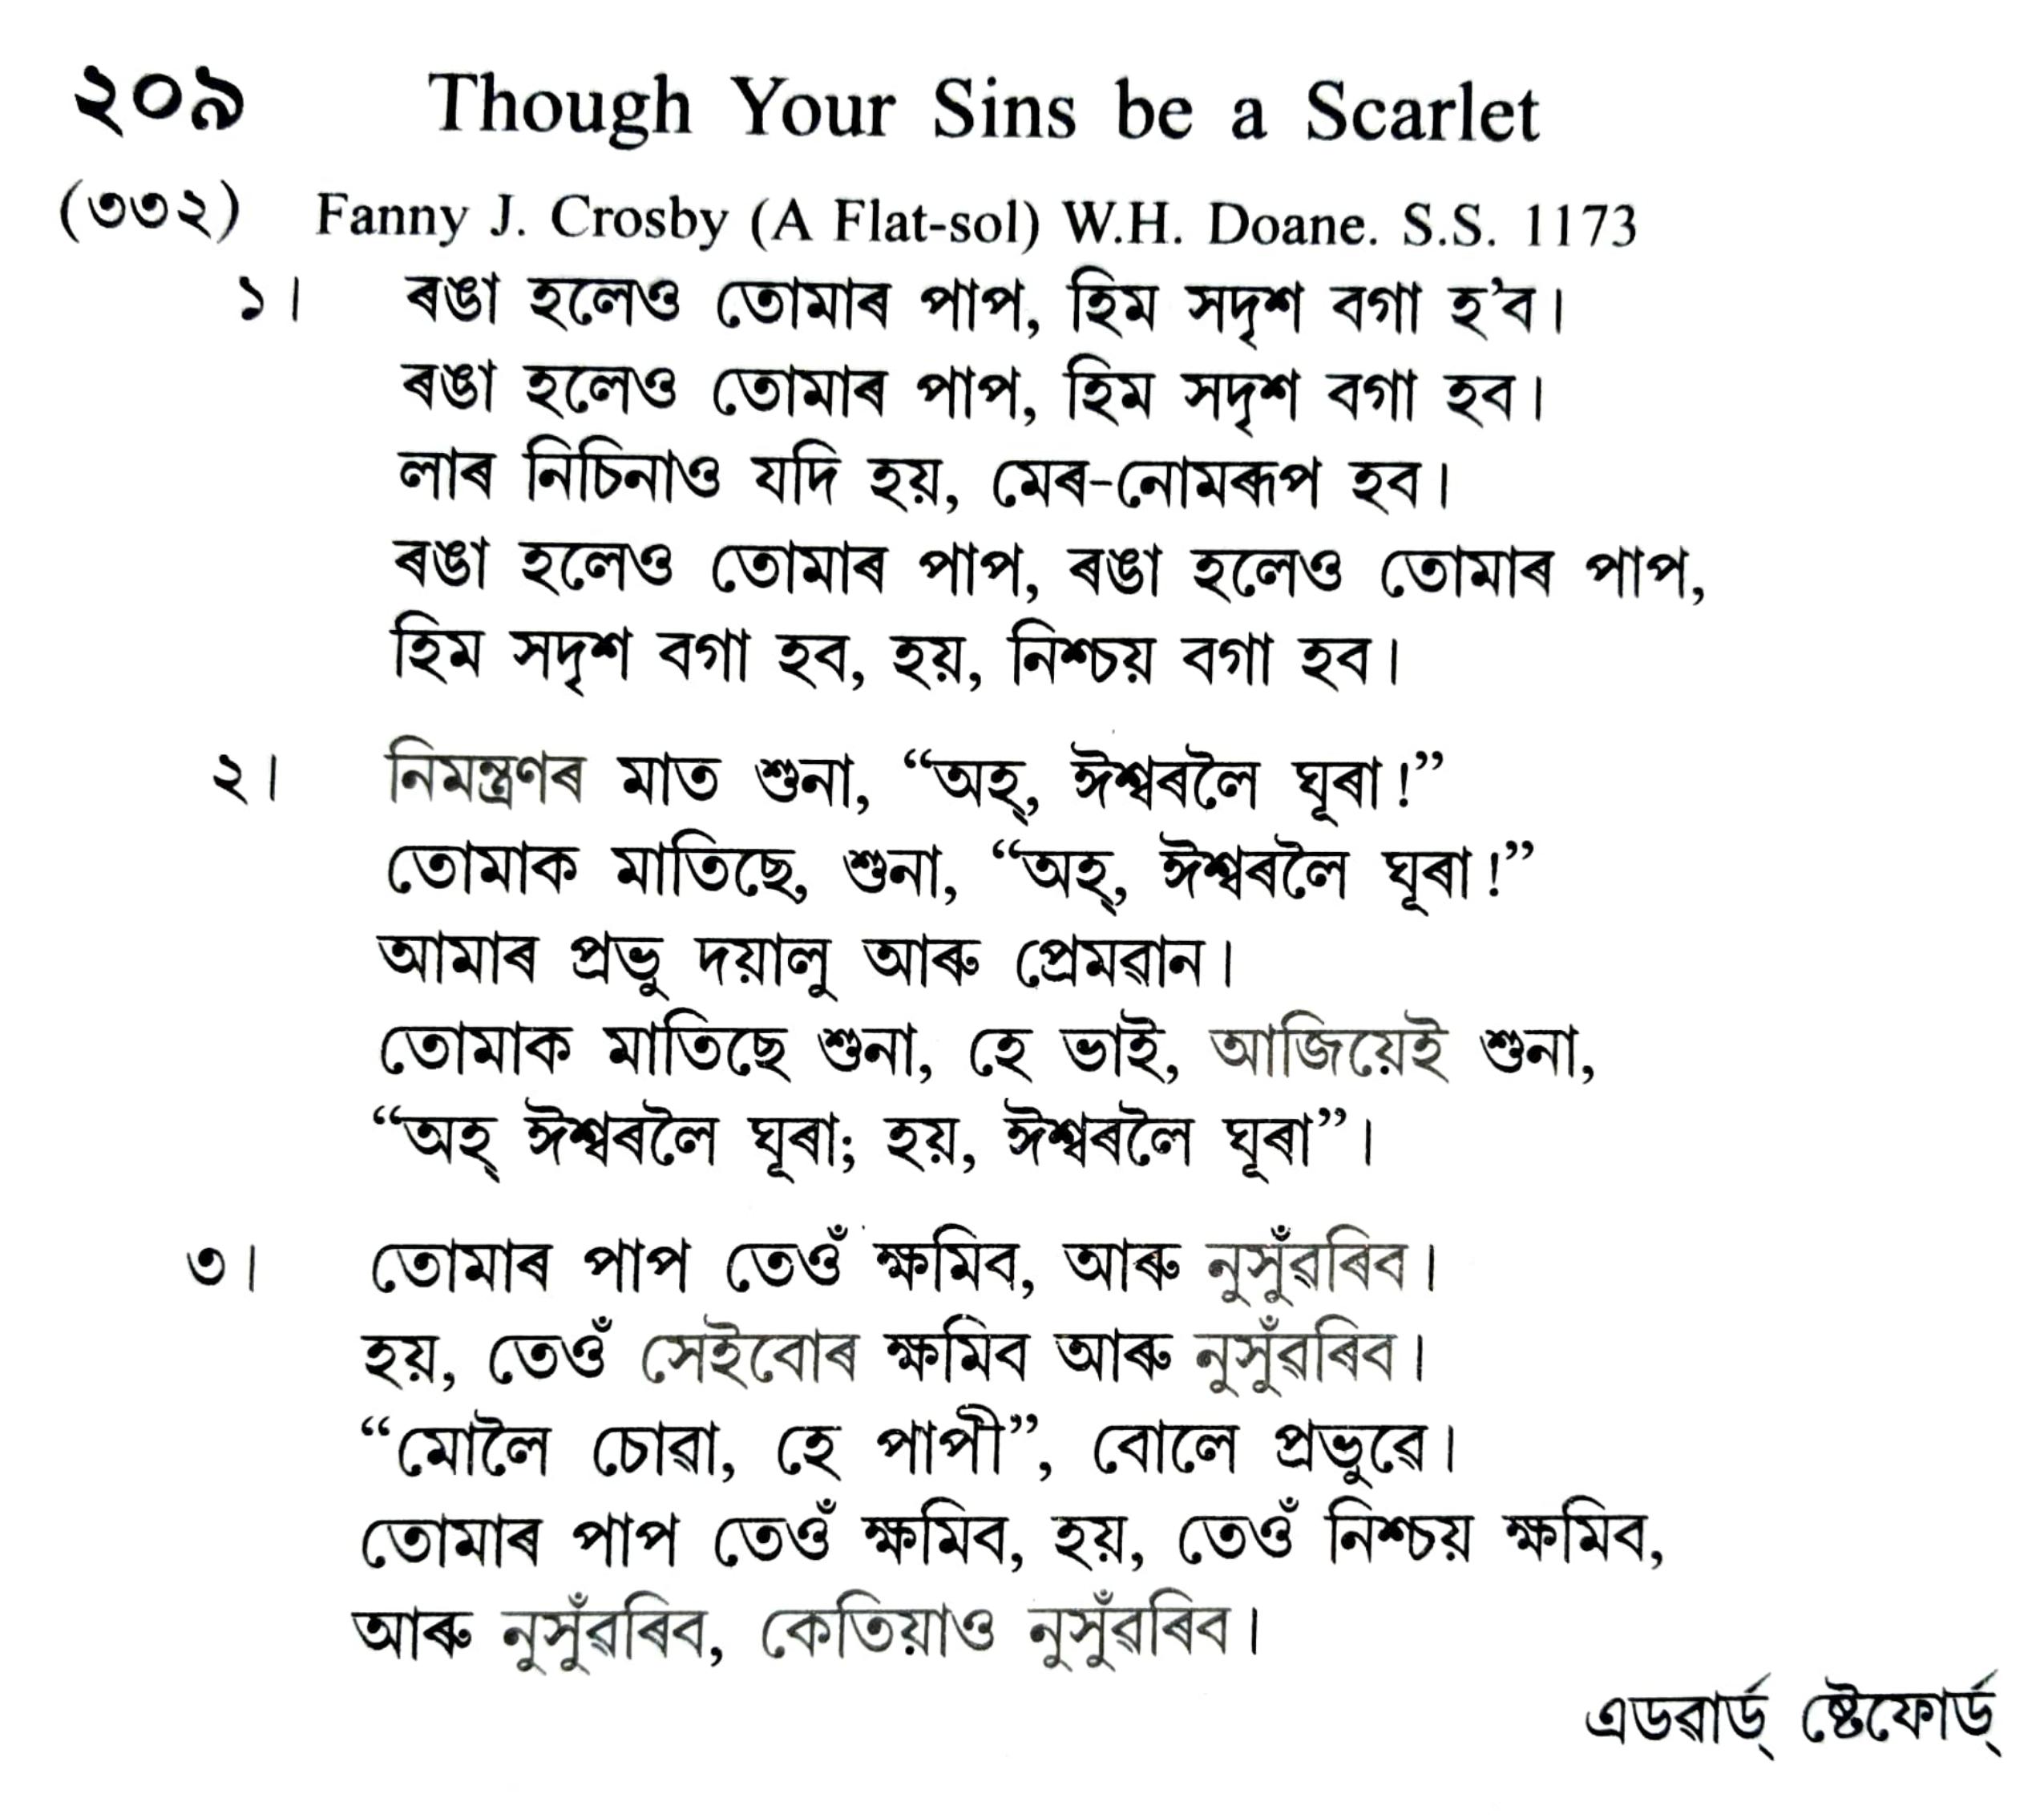 ২০৯ Though Your Sins be a Scarlet
(৩৩২) Fanny J. Crosby (A Flat-sol) W.H. Doane. S.S. 1173
১। ৰঙা হলেও তোমাৰ পাপ, হিম সদৃশ বগা হ’ব।
ৰঙা হলেও তোমাৰ পাপ, হিম সদৃশ বগা হব।
লাৰ নিচিনাও যদি হয়, মেৰ-নোমৰূপ হব।
ৰঙা হলেও তোমাৰ পাপ, ৰঙা হলেও তোমাৰ পাপ,
হিম সদৃশ বগা হব, হয়, নিশ্চয় বগা হব।
২। নিমন্ত্ৰণৰ মাত শুনা, “অহ্, ঈশ্বৰলৈ ঘূৰা!”
তোমাক মাতিছে, শুনা, “অহ্, ঈশ্বৰলৈ ঘূৰা!”
আমাৰ প্ৰভু দয়ালু আৰু প্ৰেমৱান।
তোমাক মাতিছে শুনা, হে ভাই, আজিয়েই শুনা,
“অহ্ ঈশ্বৰলৈ ঘূৰা; হয়, ঈশ্বৰলৈ ঘূৰা”।
৩। তোমাৰ পাপ তেওঁ ক্ষমিব, আৰু নুসুঁৱৰিব।
হয়, তেওঁ সেইবোৰ ক্ষমিব আৰু নুসুঁৱৰিব।
“মোলৈ চোৱা, হে পাপী”, বোলে প্ৰভুৱে।
তোমাৰ পাপ তেওঁ ক্ষমিব, হয়, তেওঁ নিশ্চয় ক্ষমিব,
আৰু নুসুঁৱৰিব, কেতিয়াও নুসুঁৱৰিব।
এডৱাৰ্ড্ ষ্টেফোৰ্ড্